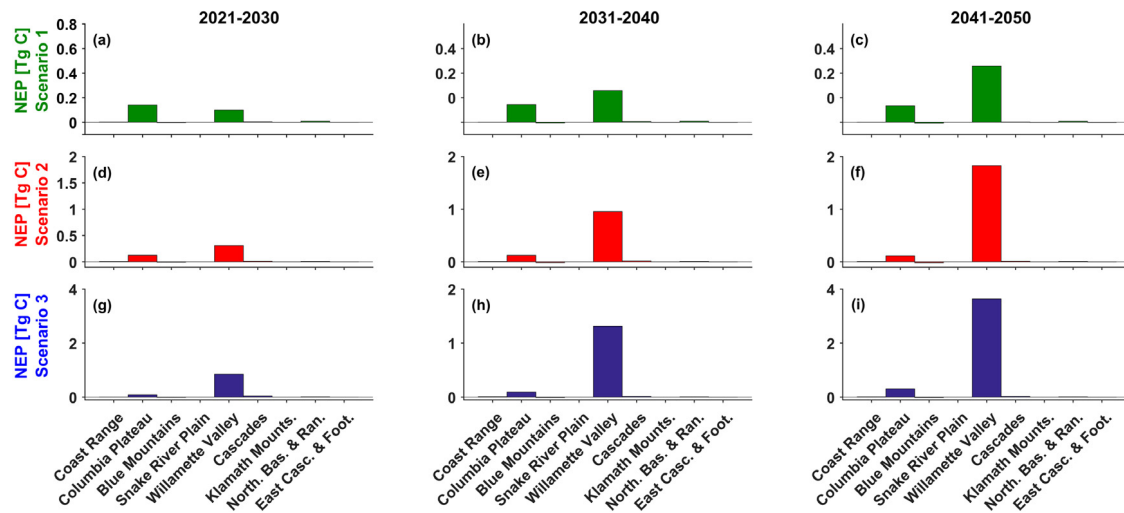 2021-2030
2031-2040
2041-2050
NEP [Tg C]
Scenario 1
0.8
0.6
0.4
0.2
0
(a)
0.4
0.2
0
(b)
0.4
0.2
0
(c)
NEP [Tg C]
Scenario 2
2
1.5
1
0.5
0
(d)
2
1
0
(e)
2
1
0
(f)
NEP [Tg C]
Scenario 3
4
2
0
(g)
2
1
0
(h)
4
2
0
(i)
Coast Range
Columbia Plateau
Blue Mountains
Snake River Plain
Willamette Valley
Cascades
Klamath Mounts.
North. Bas. & Ran.
East Casc. & Foot.
Coast Range
Columbia Plateau
Blue Mountains
Snake River Plain
Willamette Valley
Cascades
Klamath Mounts.
North. Bas. & Ran.
East Casc. & Foot.
Coast Range
Columbia Plateau
Blue Mountains
Snake River Plain
Willamette Valley
Cascades
Klamath Mounts.
North. Bas. & Ran.
East Casc. & Foot.